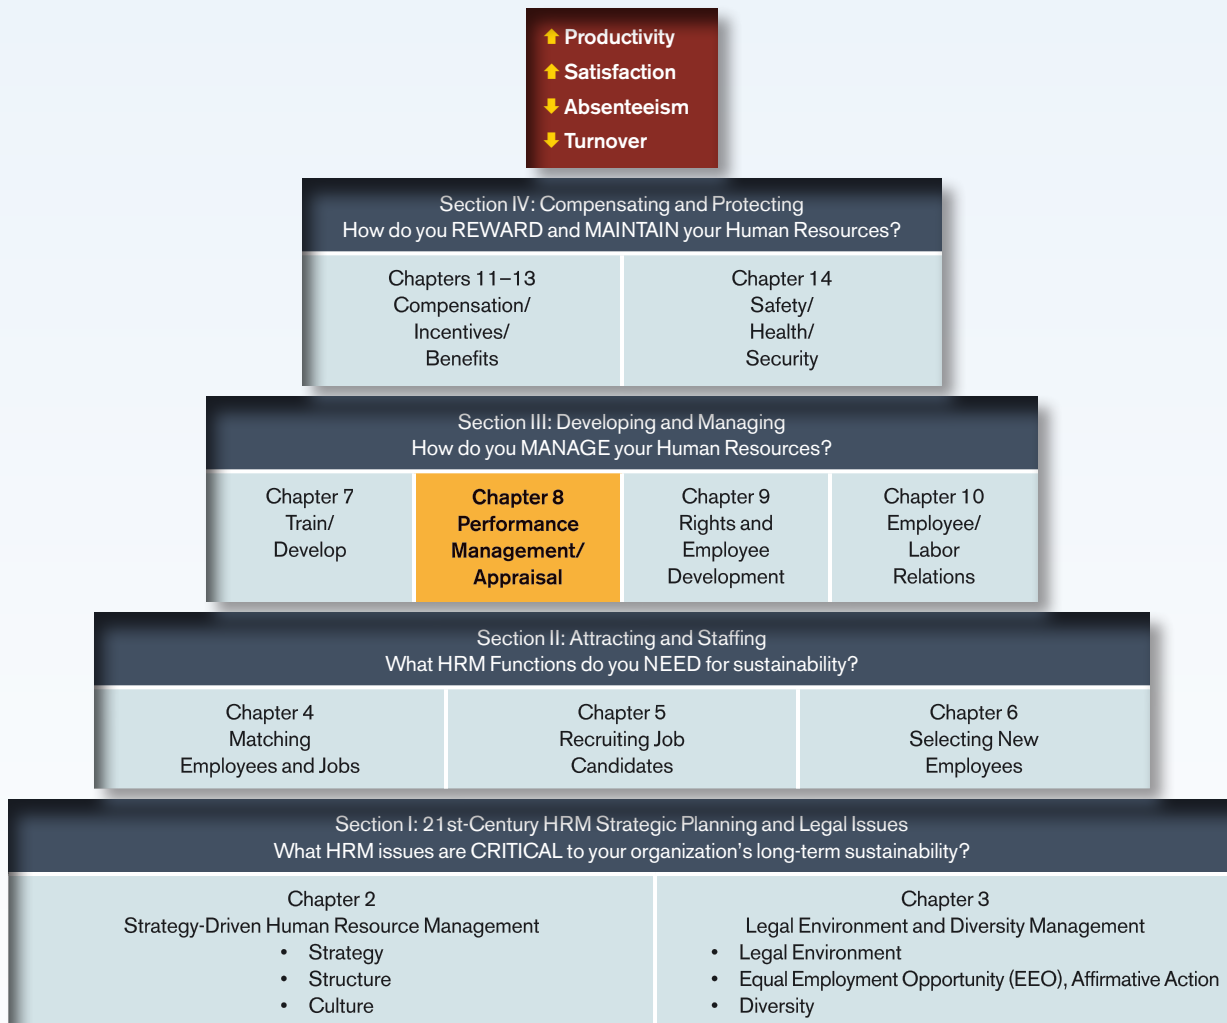 ⬆ Productivity
⬆ Satisfaction
⬇ Absenteeism
⬇ Turnover
Section IV: Compensating and Protecting
How do you REWARD and MAINTAIN your Human Resources?
Chapters 11–13
Compensation/
Incentives/
Benefits
Chapter 14
Safety/
Health/
Security
Section III: Developing and Managing
How do you MANAGE your Human Resources?
Chapter 7
Train/
Develop
Chapter 8
Performance
Management/
Appraisal
Chapter 9
Rights and
Employee
Development
Chapter 10
Employee/
Labor
Relations
Section II: Attracting and Staffing
What HRM Functions do you NEED for sustainability?
Chapter 4
Matching
Employees and Jobs
Chapter 5
Recruiting Job
Candidates
Chapter 6
Selecting New
Employees
Section I: 21st-Century HRM Strategic Planning and Legal Issues
What HRM issues are CRITICAL to your organization’s long-term sustainability?
Chapter 2
Strategy-Driven Human Resource Management
• Strategy
• Structure
• Culture
Chapter 3
Legal Environment and Diversity Management
• Legal Environment
• Equal Employment Opportunity (EEO), Affirmative Action
• Diversity